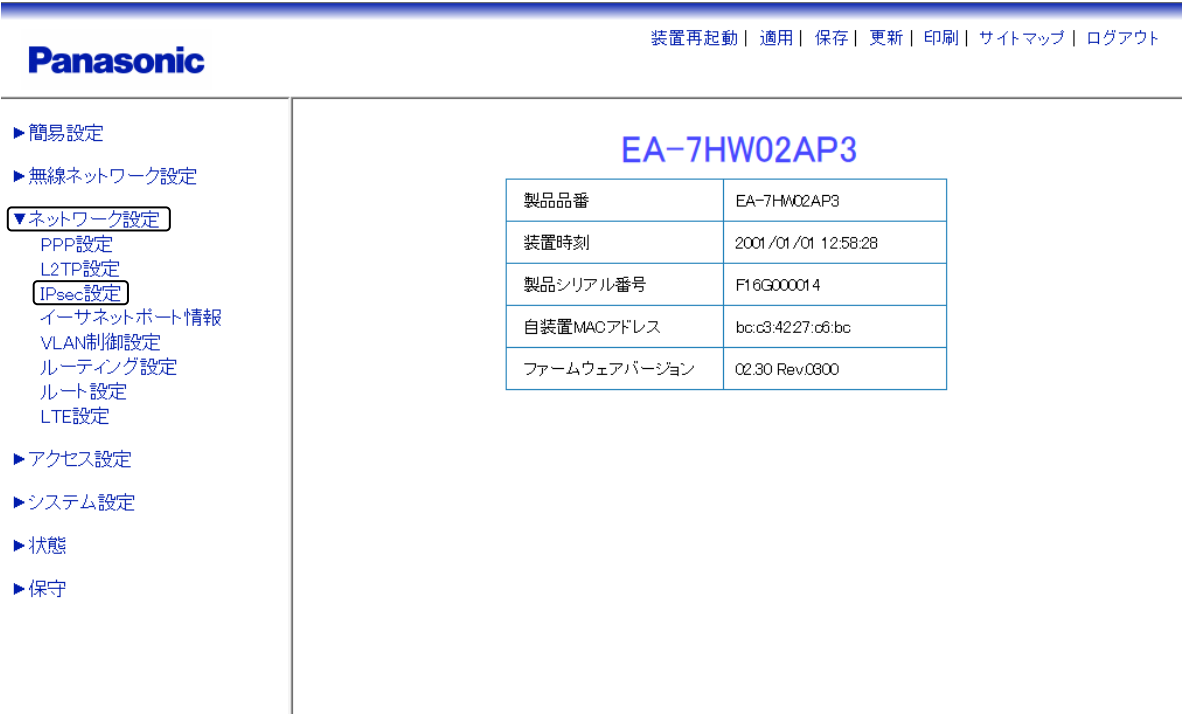 装置再起動| 適用| 保存| 更新| 印刷| サイトマップ| ログアウト
Panasonic
▶簡易設定
▶無線ネットワーク設定
▼ネットワーク設定
PPP設定
L2TP設定
IPsec設定
イーサネットポート情報
VLAN制御設定
ルーティング設定
ルート設定
LTE設定
▶アクセス設定
▶システム設定
▶状態
▶保守
EA-7HW02AP3
製品品番 EA-7HW02AP3
装置時刻 2001/01/01 12:58:28
製品シリアル番号 F16G000014
自装置MACアドレス bc:c3:42:27:c6:bc
ファームウェアバージョン 02.30 Rev.0300